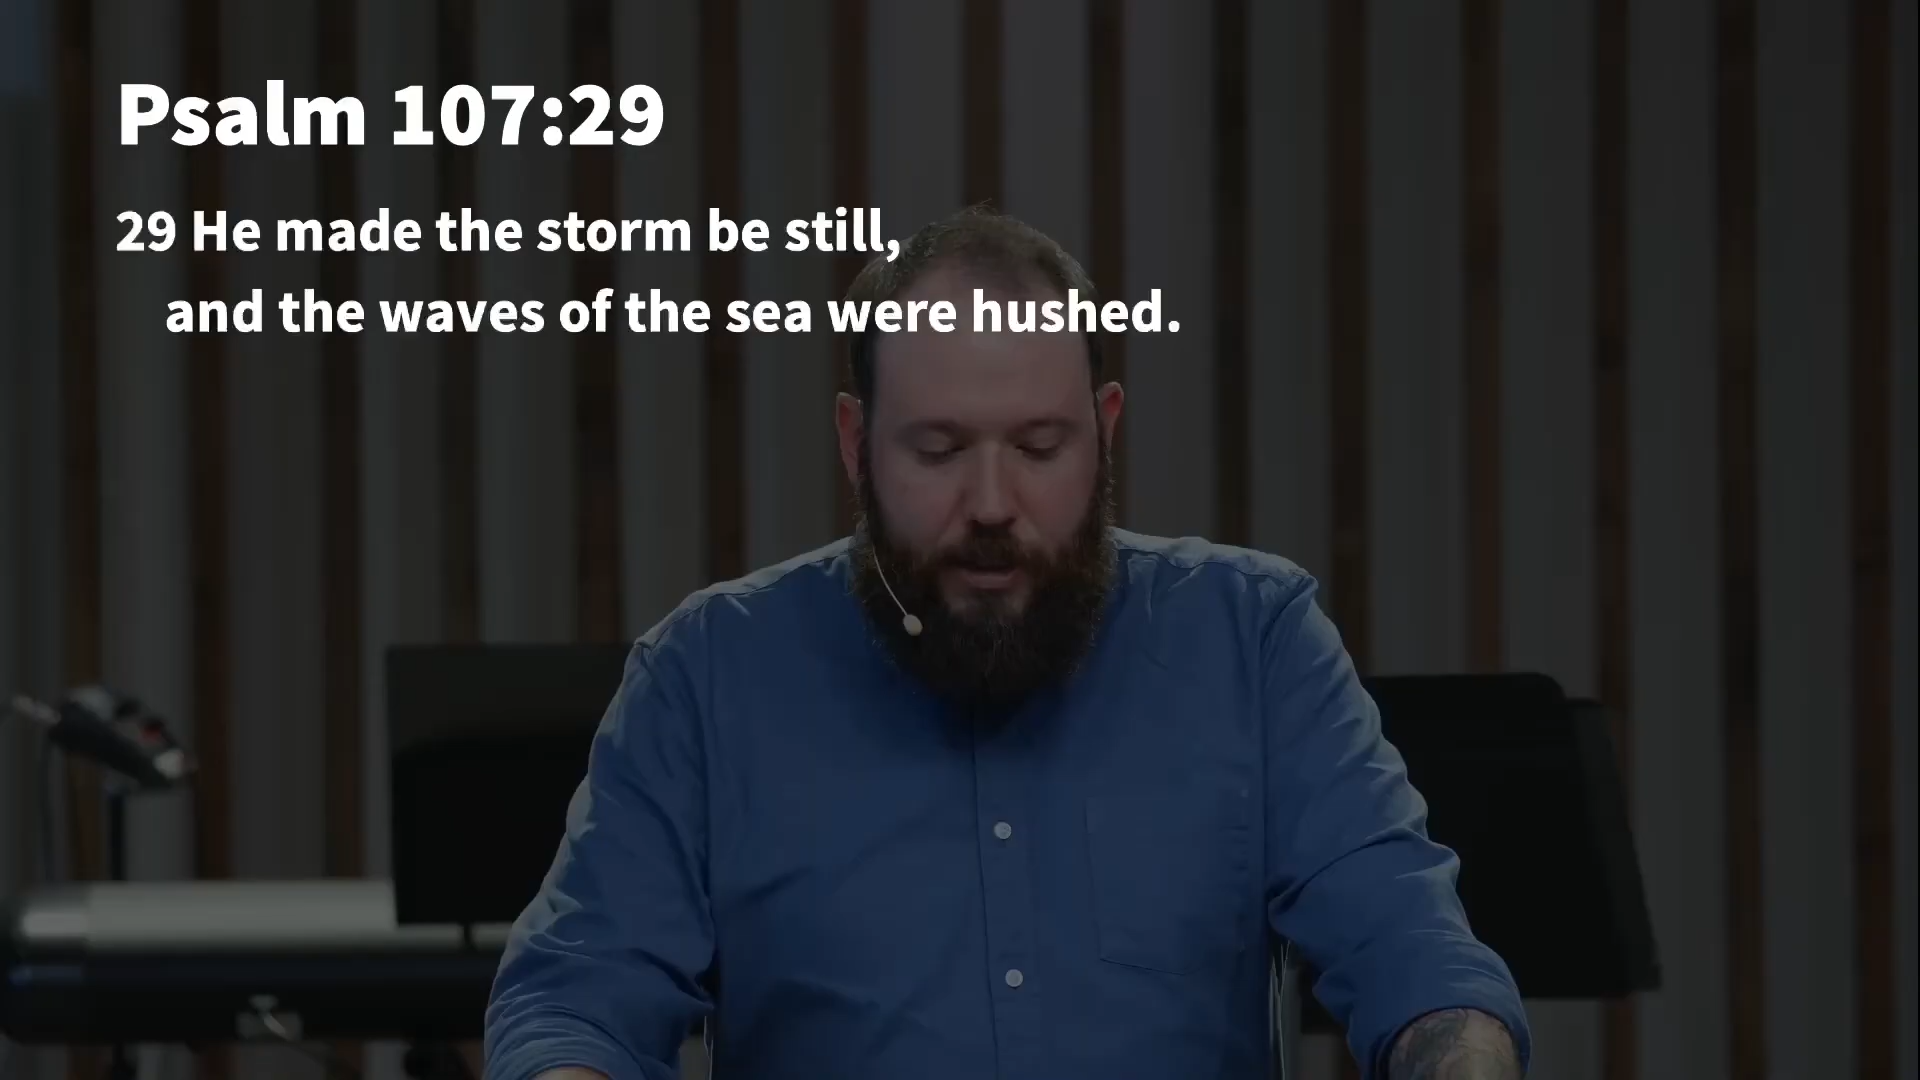 Psalm 107:29
29 He made the storm be still,
and the waves of the sea were hushed.